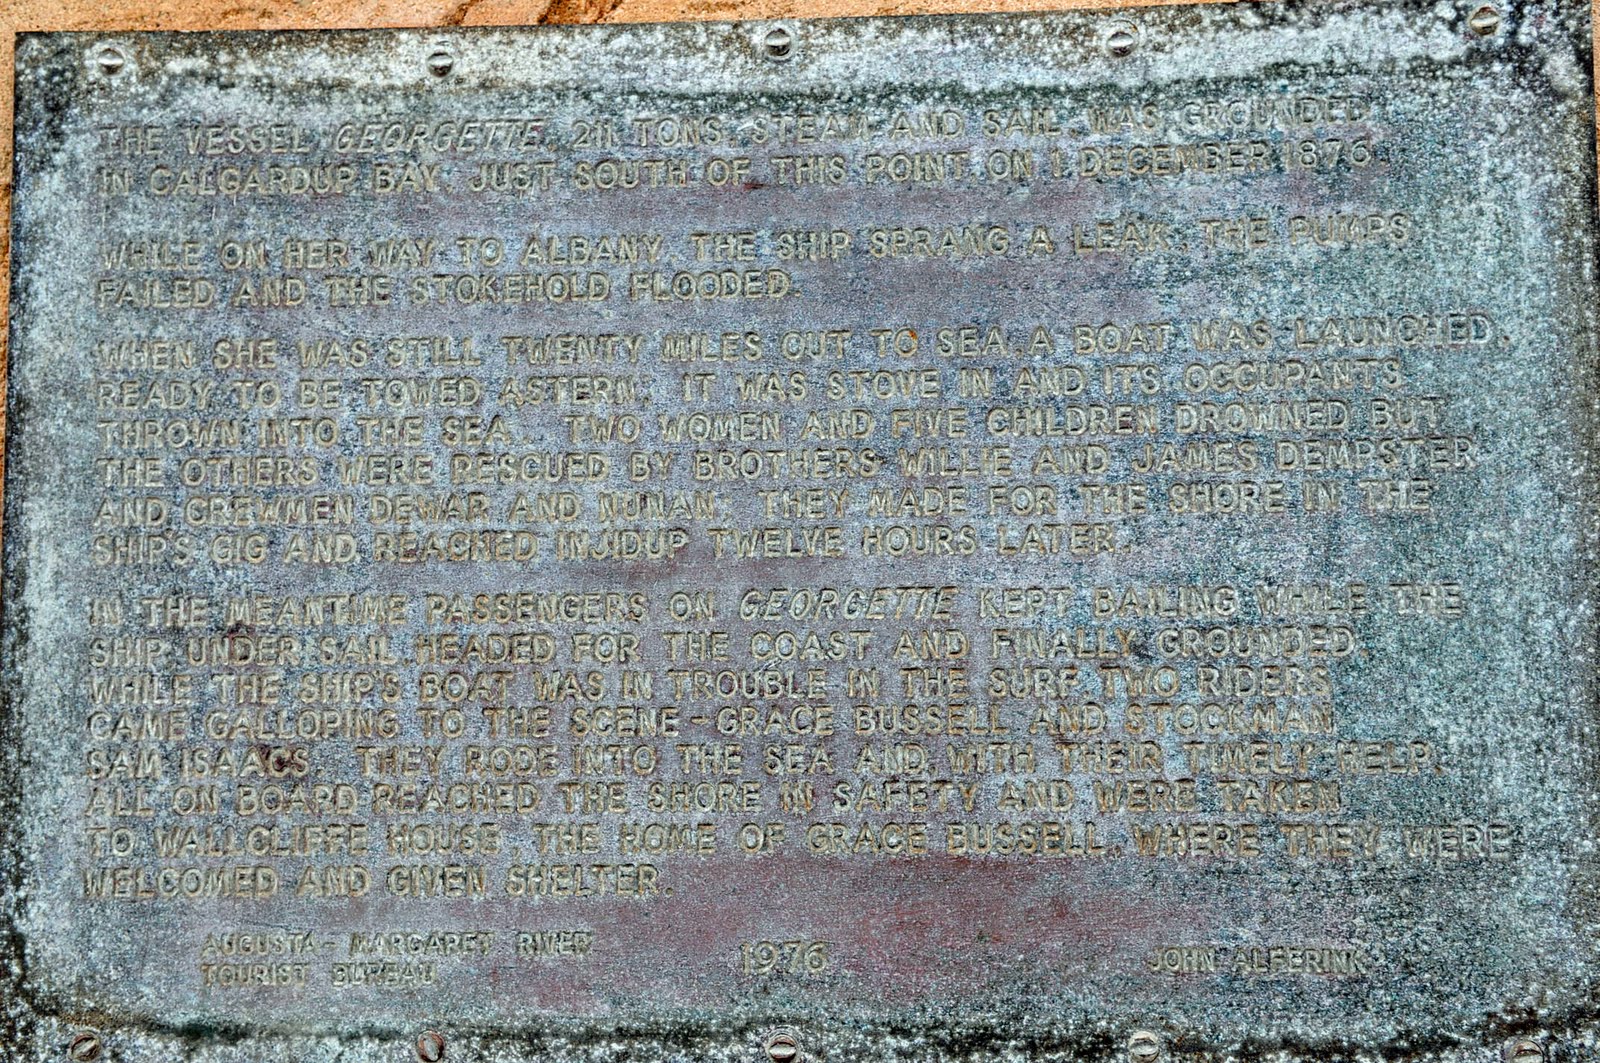 THE VESSEL GEORGETTE, 211 TONS, STEAM AND SAIL, WAS GROUNDED
IN CALGARDUP BAY, JUST SOUTH OF THIS POINT, ON 1 DECEMBER 1876.
WHILE ON HER WAY TO ALBANY, THE SHIP SPRANG A LEAK, THE PUMPS
FAILED AND THE STOKEHOLD FLOODED.
WHEN SHE WAS STILL TWENTY MILES OUT TO SEA, A BOAT WAS LAUNCHED,
READY TO BE TOWED ASTERN. IT WAS STOVE IN AND ITS OCCUPANTS
THROWN INTO THE SEA. TWO WOMEN AND FIVE CHILDREN DROWNED BUT
THE OTHERS WERE RESCUED BY BROTHERS WILLIE AND JAMES DEMPSTER
AND CREWMEN DEWAR AND NUNAN. THEY MADE FOR THE SHORE IN THE
SHIP'S GIG AND REACHED INJIDUP TWELVE HOURS LATER.
IN THE MEANTIME PASSENGERS ON GEORGETTE KEPT BAILING WHILE THE
SHIP, UNDER SAIL, HEADED FOR THE COAST AND FINALLY GROUNDED.
WHILE THE SHIP'S BOAT WAS IN TROUBLE IN THE SURF, TWO RIDERS
CAME GALLOPING TO THE SCENE - GRACE BUSSELL AND STOCKMAN
SAM ISAACS. THEY RODE INTO THE SEA AND, WITH THEIR TIMELY HELP,
ALL ON BOARD REACHED THE SHORE IN SAFETY AND WERE TAKEN
TO WALLCLIFFE HOUSE, THE HOME OF GRACE BUSSELL, WHERE THEY WERE
WELCOMED AND GIVEN SHELTER.
AUGUSTA - MARGARET RIVER
TOURIST BUREAU
1976
JOHN ALFERINK